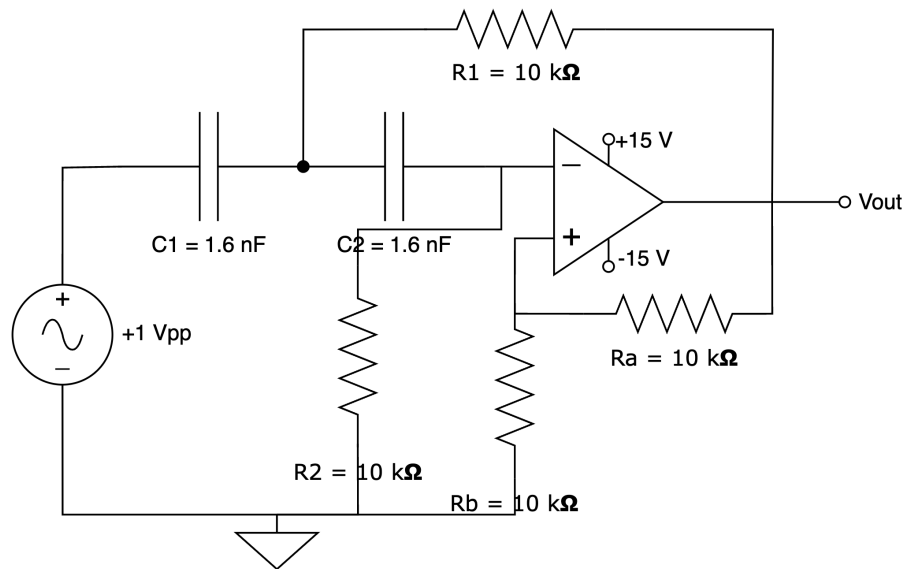 R1 = 10 kΩ
+15 V
−
C1 = 1.6 nF
C2 = 1.6 nF
+
-15 V
Vout
+
−
+1 Vpp
Ra = 10 kΩ
R2 = 10 kΩ
Rb = 10 kΩ